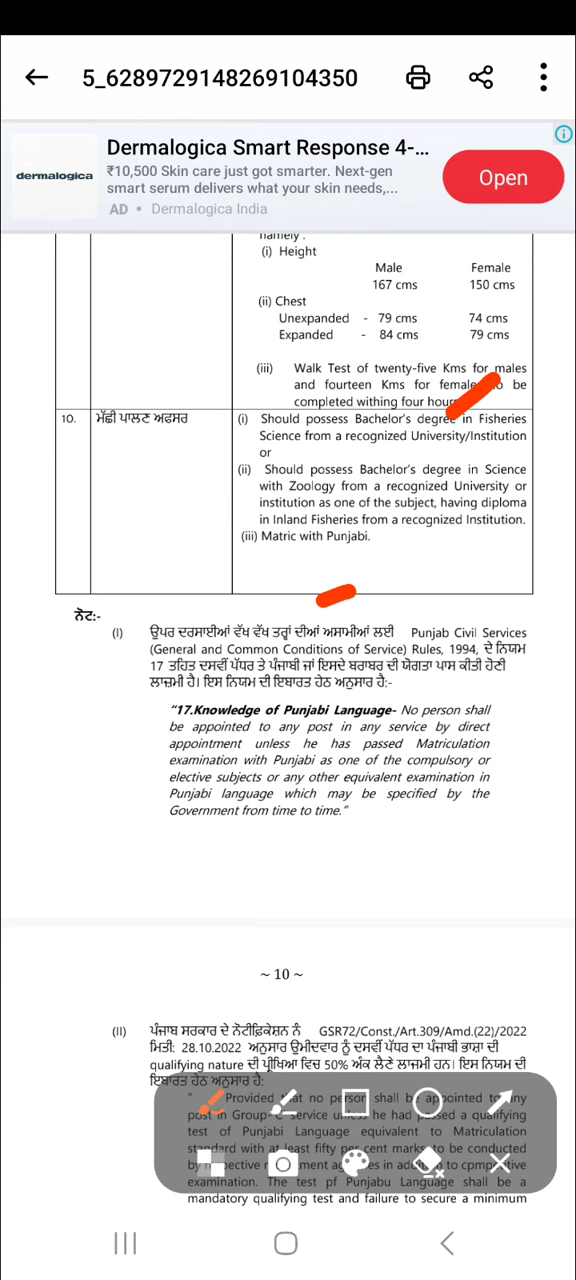 5_6289729148269104350
dermalogica
Dermalogica Smart Response 4-...
₹10,500 Skin care just got smarter. Next-gen
smart serum delivers what your skin needs,...
AD • Dermalogica India
Open
namely :
(i) Height
Male Female
167 cms 150 cms
(ii) Chest
Unexpanded - 79 cms 74 cms
Expanded - 84 cms 79 cms
(iii) Walk Test of twenty-five Kms for males
and fourteen Kms for female to be
completed withing four hour
10. ਮੱਛੀ ਪਾਲਣ ਅਫਸਰ (i) Should possess Bachelor's degree in Fisheries
Science from a recognized University/Institution
or
(ii) Should possess Bachelor's degree in Science
with Zoology from a recognized University or
institution as one of the subject, having diploma
in Inland Fisheries from a recognized Institution.
(iii) Matric with Punjabi.
ਨੋਟ:-
(I) ਉਪਰ ਦਰਸਾਈਆਂ ਵੱਖ ਵੱਖ ਤਰ੍ਹਾਂ ਦੀਆਂ ਅਸਾਮੀਆਂ ਲਈ Punjab Civil Services
(General and Common Conditions of Service) Rules, 1994, ਦੇ ਨਿਯਮ
17 ਤਹਿਤ ਦਸਵੀਂ ਪੱਧਰ ਤੇ ਪੰਜਾਬੀ ਜਾਂ ਇਸਦੇ ਬਰਾਬਰ ਦੀ ਯੋਗਤਾ ਪਾਸ ਕੀਤੀ ਹੋਣੀ
ਲਾਜ਼ਮੀ ਹੈ। ਇਸ ਨਿਯਮ ਦੀ ਇਬਾਰਤ ਹੇਠ ਅਨੁਸਾਰ ਹੈ:-
"17.Knowledge of Punjabi Language- No person shall
be appointed to any post in any service by direct
appointment unless he has passed Matriculation
examination with Punjabi as one of the compulsory or
elective subjects or any other equivalent examination in
Punjabi language which may be specified by the
Government from time to time."
~ 10 ~
(II) ਪੰਜਾਬ ਸਰਕਾਰ ਦੇ ਨੋਟੀਫ਼ਿਕੇਸ਼ਨ ਨੰ GSR72/Const./Art.309/Amd.(22)/2022
ਮਿਤੀ: 28.10.2022 ਅਨੁਸਾਰ ਉਮੀਦਵਾਰ ਨੂੰ ਦਸਵੀਂ ਪੱਧਰ ਦਾ ਪੰਜਾਬੀ ਭਾਸ਼ਾ ਦੀ
qualifying nature ਦੀ ਪ੍ਰੀਖਿਆ ਵਿਚ 50% ਅੰਕ ਲੈਣੇ ਲਾਜਮੀ ਹਨ। ਇਸ ਨਿਯਮ ਦੀ
ਇਬਾਰਤ ਹੇਠ ਅਨੁਸਾਰ ਹੈ:
" Provided that no person shall be appointed to any
post in Group- service unless he had passed a qualifying
test of Punjabi Language equivalent to Matriculation
standard with at least fifty per cent marks to be conducted
by in addition to
examination. The test pf Punjabu Language shall be a
mandatory qualifying test and failure to secure a minimum